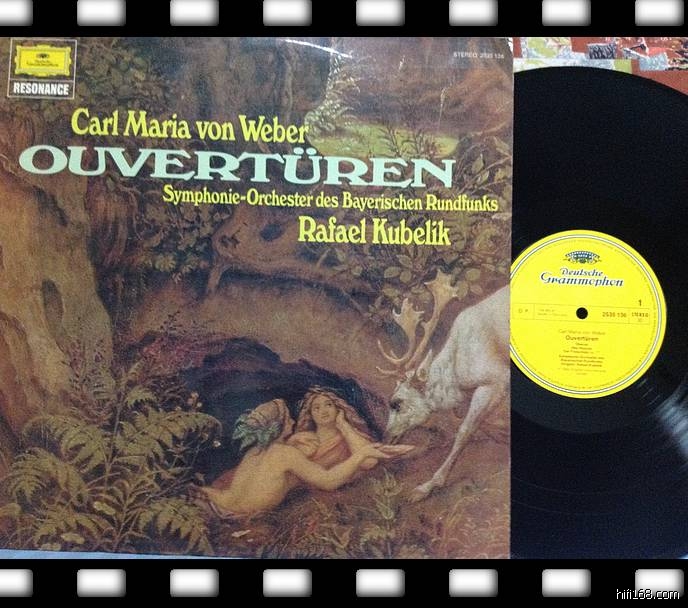 STEREO 2535 136
Deutsche
Grammophon
RESONANCE
Carl Maria von Weber
OUVERTÜREN
Symphonie-Orchester des Bayerischen Rundfunks
Rafael Kubelik
Deutsche
Grammophon
1
2535 136
STEREO
Carl Maria von Weber
Ouvertüren
hifi168.com